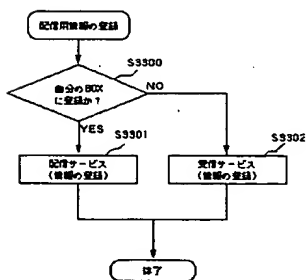 配信用情報の登録
S3300
自分のBOX
に登録か？
NO
YES
S3301
S3302
配信サービス
（情報の登録）
受信サービス
（情報の登録）
終了